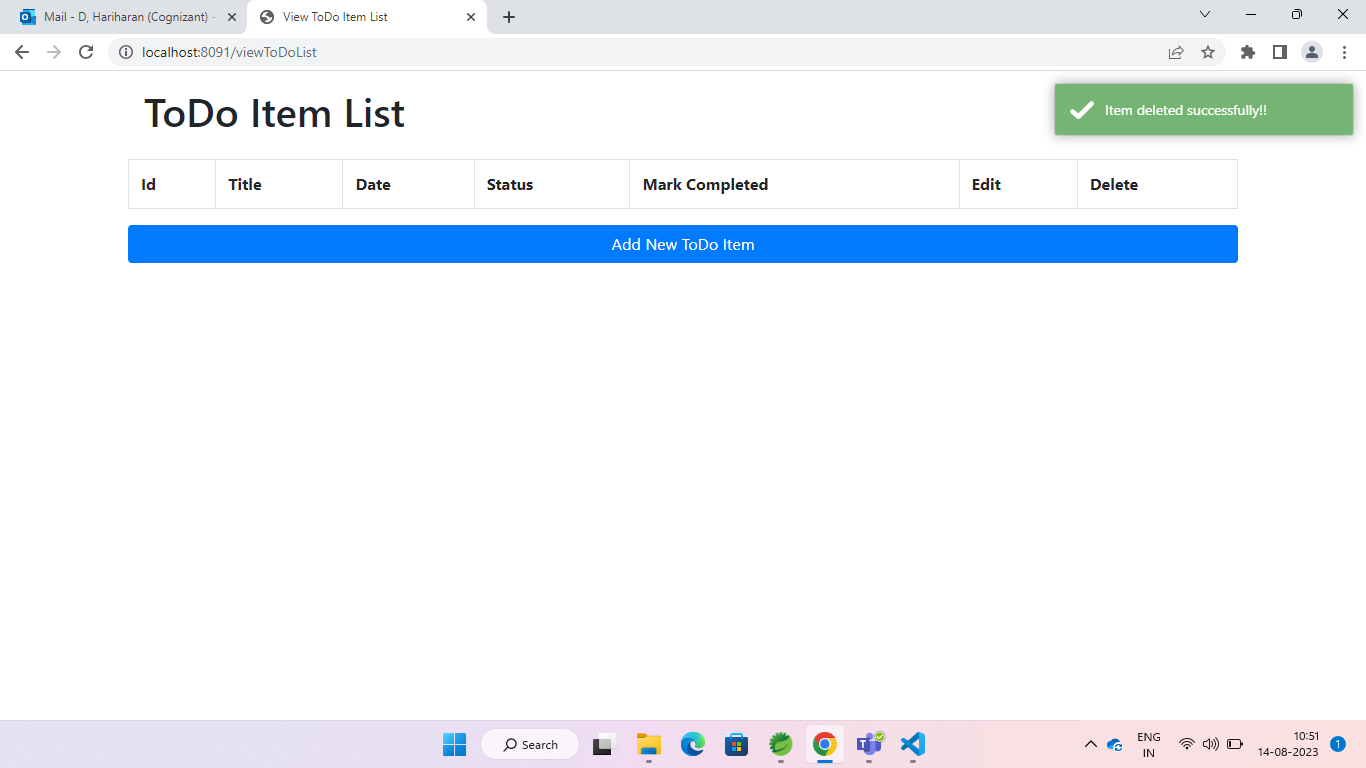 Mail - D, Hariharan (Cognizant) -
View ToDo Item List
localhost:8091/viewToDoList
ToDo Item List
Item deleted successfully!!
Id Title Date Status Mark Completed Edit Delete
Add New ToDo Item
Search
ENG
IN
10:51
14-08-2023
1